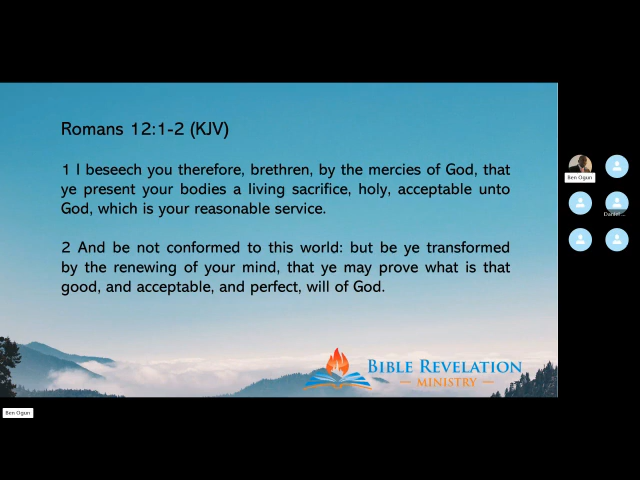 Romans 12:1-2 (KJV)
1 I beseech you therefore, brethren, by the mercies of God, that
ye present your bodies a living sacrifice, holy, acceptable unto
God, which is your reasonable service.
2 And be not conformed to this world: but be ye transformed
by the renewing of your mind, that ye may prove what is that
good, and acceptable, and perfect, will of God.
BIBLE REVELATION
MINISTRY
Ben Ogun
Daniel ...
Ben Ogun